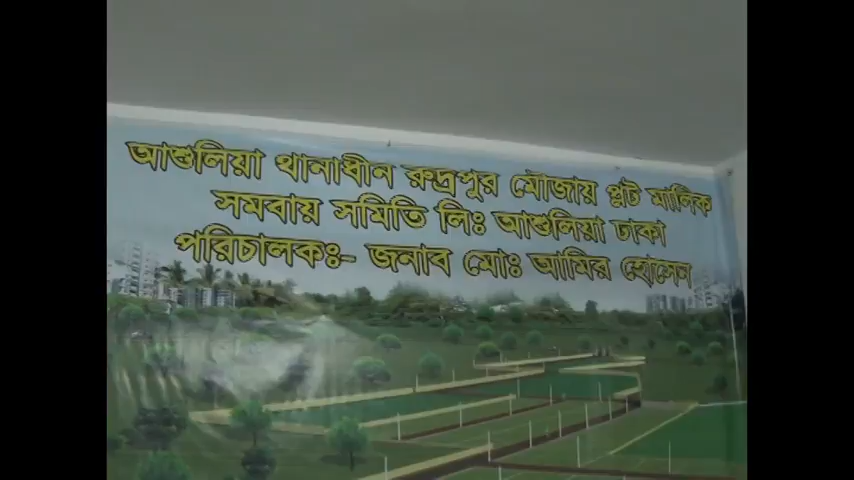 আশুলিয়া থানাধীন রুদ্রপুর মৌজায় প্লট মালিক
সমবায় সমিতি লিঃ আশুলিয়া ঢাকা
পরিচালকঃ- জনাব মোঃ আমির হোসেন